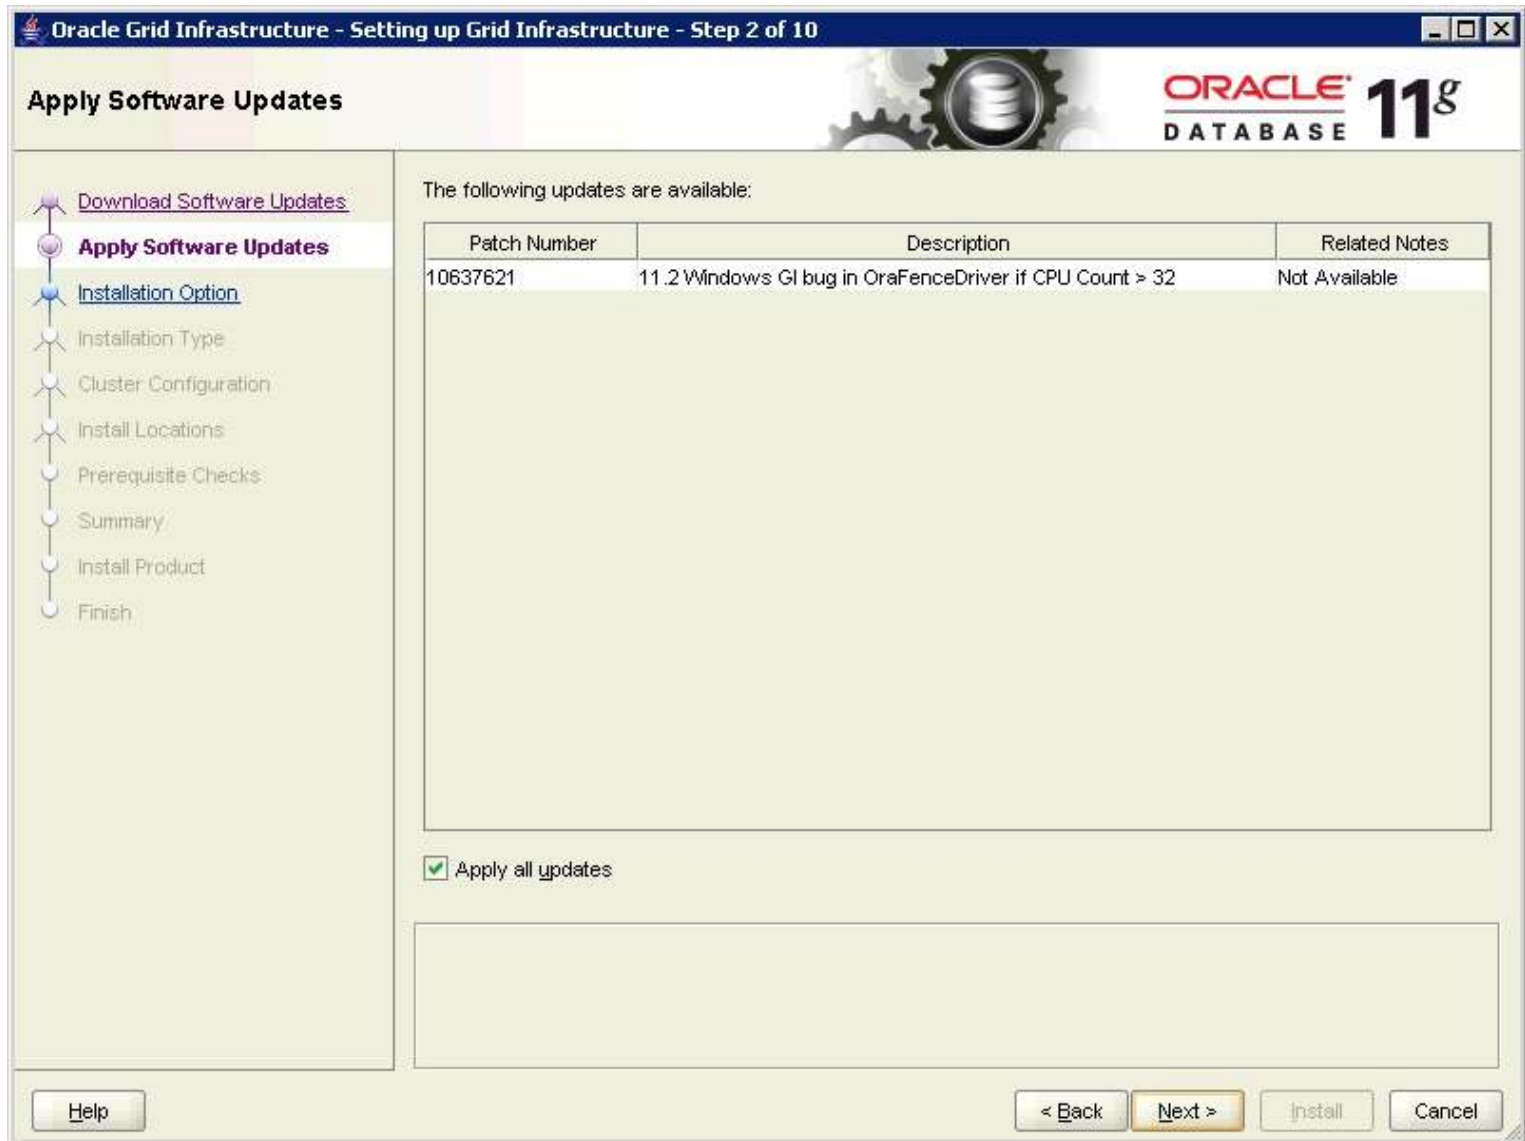 Oracle Grid Infrastructure - Setting up Grid Infrastructure - Step 2 of 10
Apply Software Updates
ORACLE
DATABASE
11g
Download Software Updates
Apply Software Updates
Installation Option
Installation Type
Cluster Configuration
Install Locations
Prerequisite Checks
Summary
Install Product
Finish
The following updates are available:
Patch Number Description Related Notes
10637621 11.2 Windows GI bug in OraFenceDriver if CPU Count > 32 Not Available
Apply all updates
Help < Back Next > Install Cancel